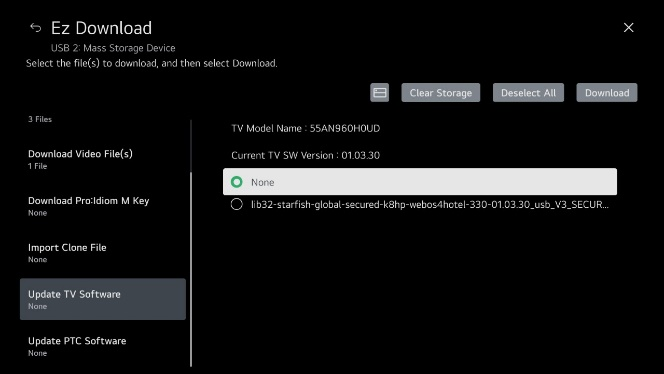 Ez Download
USB 2: Mass Storage Device
Select the file(s) to download, and then select Download.
Clear Storage
Deselect All
Download
3 Files
Download Video File(s)
1 File
Download Pro:Idiom M Key
None
Import Clone File
None
Update TV Software
None
Update PTC Software
None
TV Model Name : 55AN960H0UD
Current TV SW Version : 01.03.30
None
lib32-starfish-global-secured-k8hp-webos4hotel-330-01.03.30_usb_V3_SECUR...